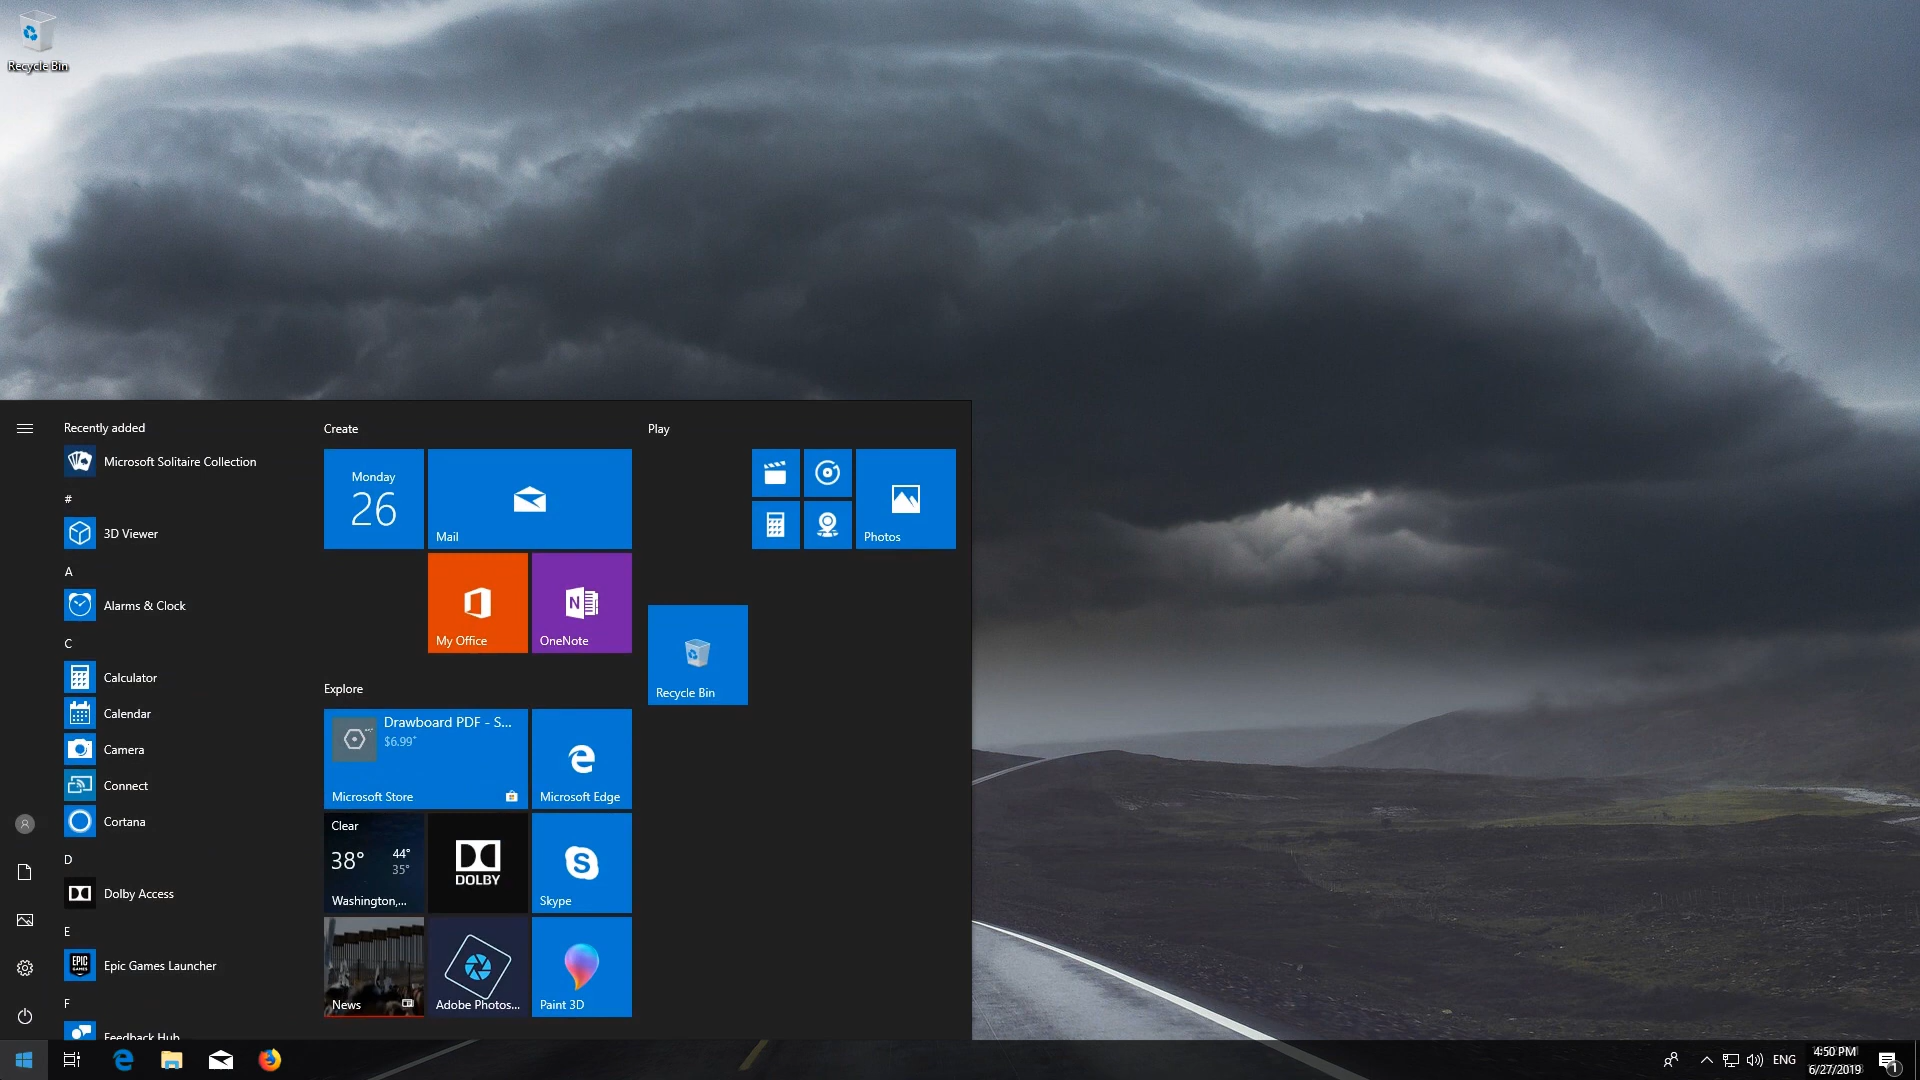 Recycle Bin
Recently added
Microsoft Solitaire Collection
#
3D Viewer
A
Alarms & Clock
C
Calculator
Calendar
Camera
Connect
Cortana
D
Dolby Access
E
EPIC
GAMES
Epic Games Launcher
F
Feedback Hub
Create
Monday
26
Mail
My Office
N
OneNote
Explore
Drawboard PDF - S...
$6.99+
Microsoft Store
Microsoft Edge
Clear
38°
44°
35°
Washington,...
DOLBY
S
Skype
News
Adobe Photos...
Paint 3D
Play
Photos
Recycle Bin
ENG
4:50 PM
6/27/2019
1